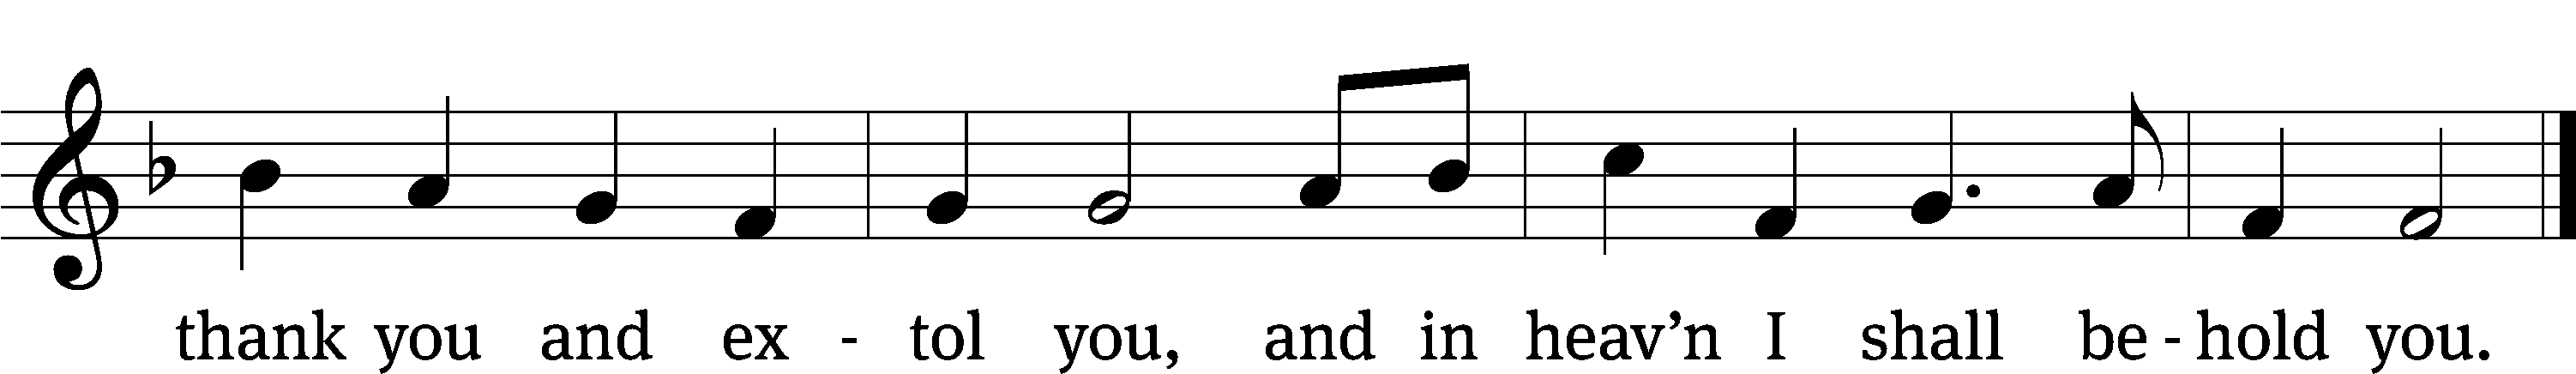 thank you and ex - tol you, and in heav’n I shall be - hold you.